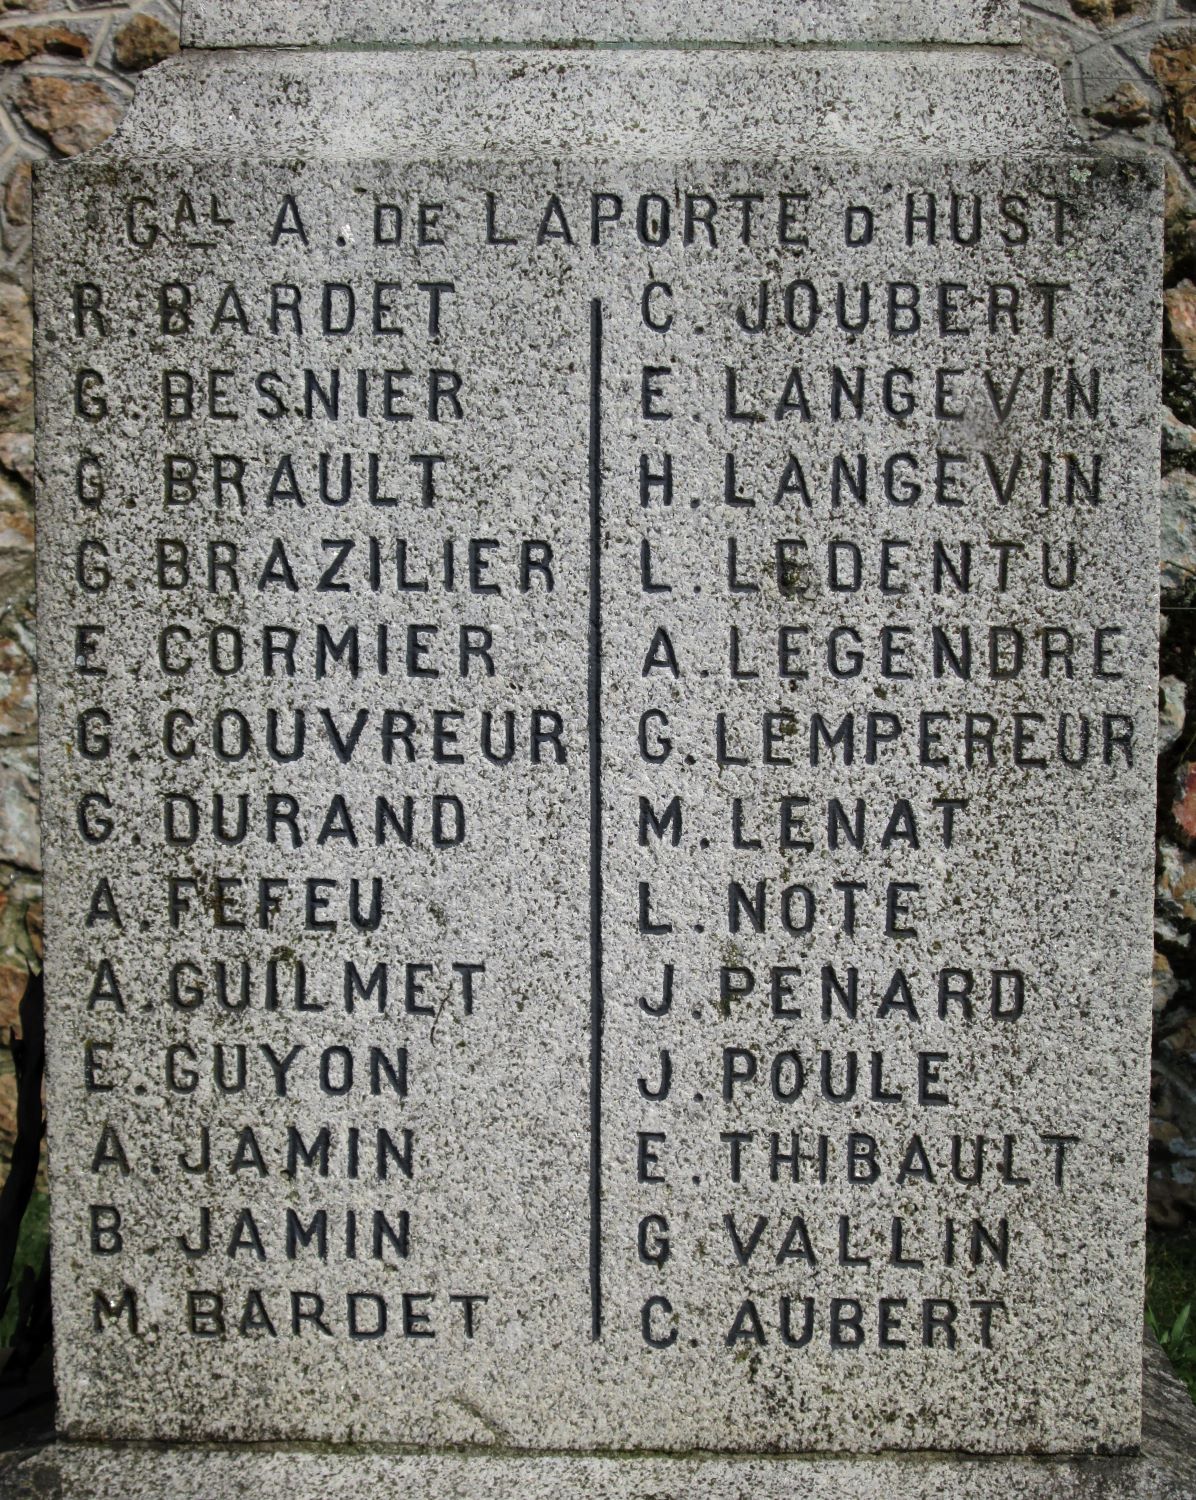 GAL A. DE LAPORTE D HUST
R. BARDET
G. BESNIER
G. BRAULT
G. BRAZILIER
E. CORMIER
G. COUVREUR
G. DURAND
A. FEFEU
A. GUILMET
E. GUYON
A. JAMIN
B. JAMIN
M. BARDET
C. JOUBERT
E. LANGEVIN
H. LANGEVIN
L. LEDENTU
A. LEGENDRE
G. LEMPEREUR
M. LENAT
L. NOTE
J. PENARD
J. POULE
E. THIBAULT
G. VALLIN
C. AUBERT